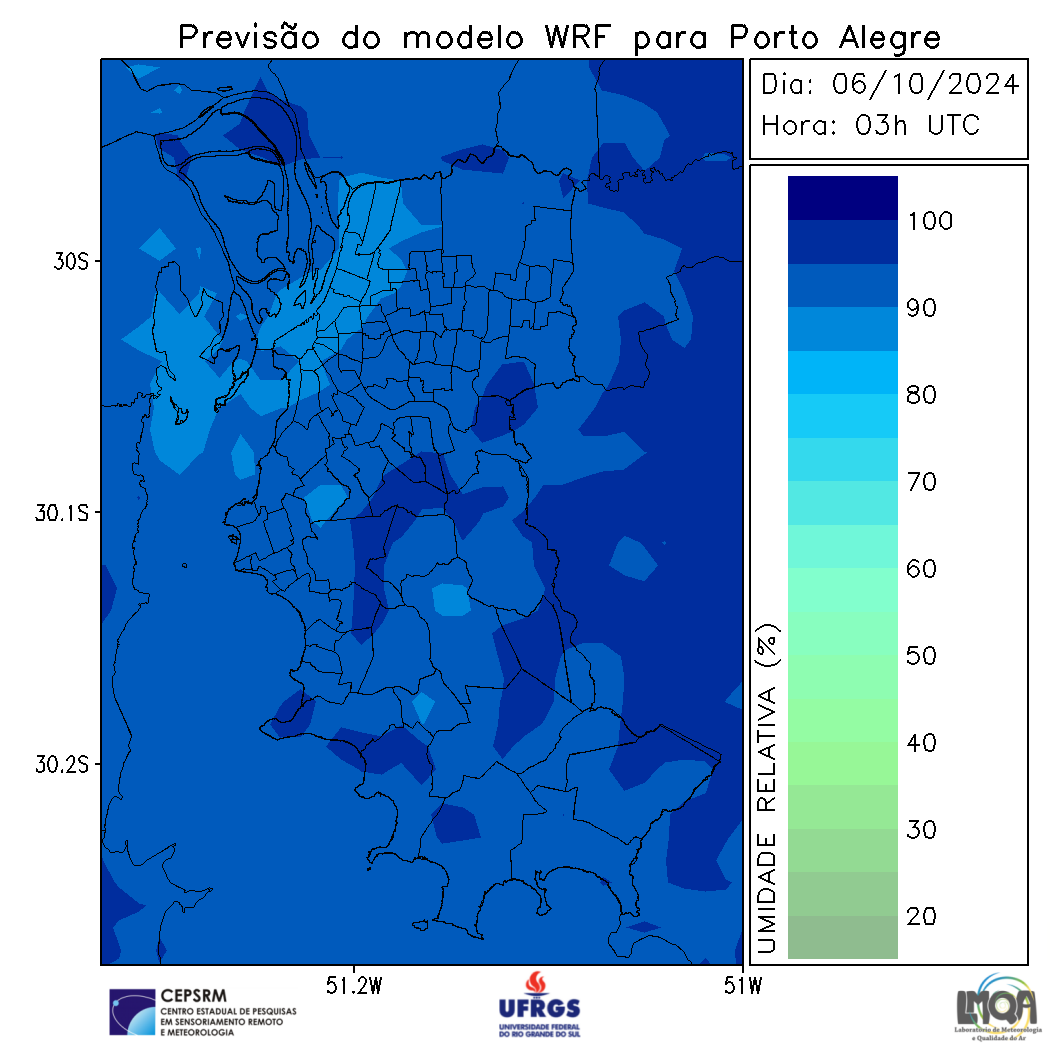 Previsão do modelo WRF para Porto Alegre
Dia: 06/10/2024
Hora: 03h UTC
30S
30.1S
30.2S
51.2W
51W
UMIDADE RELATIVA (%)
100
90
80
70
60
50
40
30
20
CEPSRM
CENTRO ESTADUAL DE PESQUISAS
EM SENSORIAMENTO REMOTO
E METEOROLOGIA
UFRGS
UNIVERSIDADE FEDERAL
DO RIO GRANDE DO SUL
LMQA
Laboratório de Meteorologia
e Qualidade do Ar